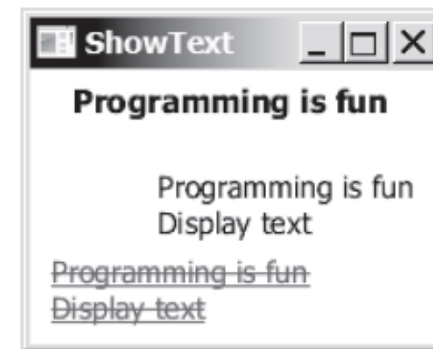 ShowText
Programming is fun
Programming is fun
Display text
Programming is fun
Display text